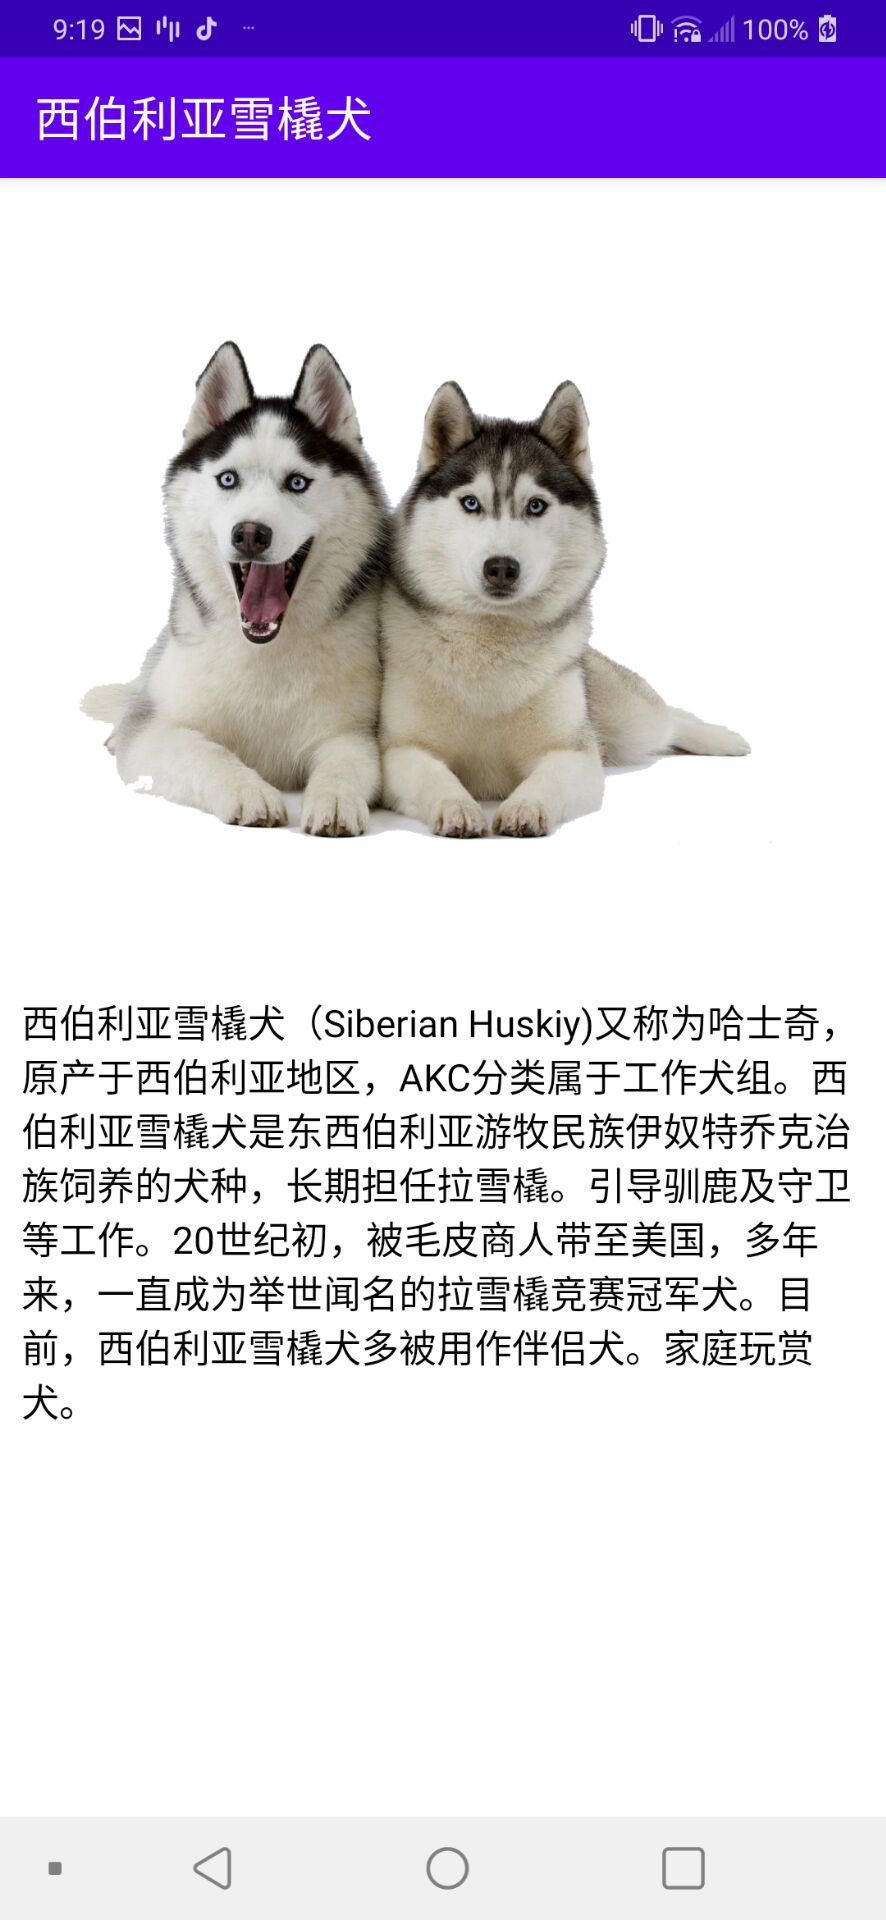 9:19
100%
西伯利亚雪橇犬
西伯利亚雪橇犬（Siberian Huskiy)又称为哈士奇，
原产于西伯利亚地区，AKC分类属于工作犬组。西
伯利亚雪橇犬是东西伯利亚游牧民族伊奴特乔克治
族饲养的犬种，长期担任拉雪橇。引导驯鹿及守卫
等工作。20世纪初，被毛皮商人带至美国，多年
来，一直成为举世闻名的拉雪橇竞赛冠军犬。目
前，西伯利亚雪橇犬多被用作伴侣犬。家庭玩赏
犬。